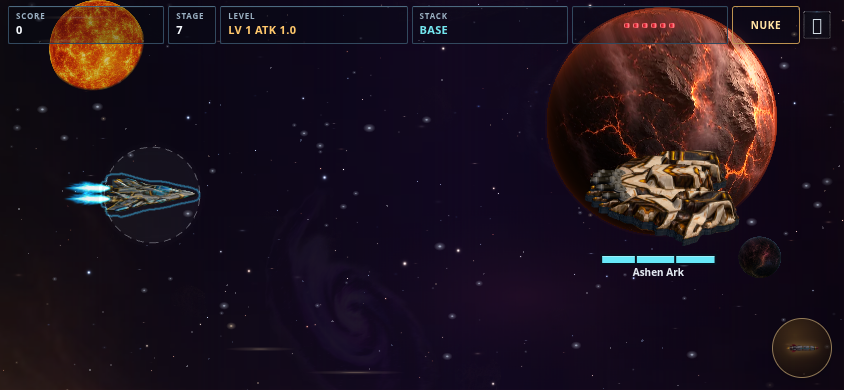 SCORE
0
STAGE
7
LEVEL
LV 1 ATK 1.0
STACK
BASE
NUKE
Ashen Ark